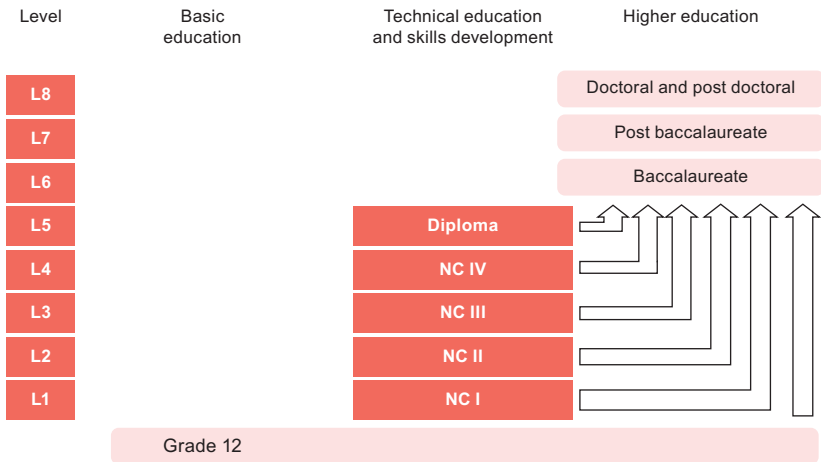 Level
Basic
education
Technical education
and skills development
Higher education
L8
Doctoral and post doctoral
L7
Post baccalaureate
L6
Baccalaureate
L5
Diploma
L4
NC IV
L3
NC III
L2
NC II
L1
NC I
Grade 12